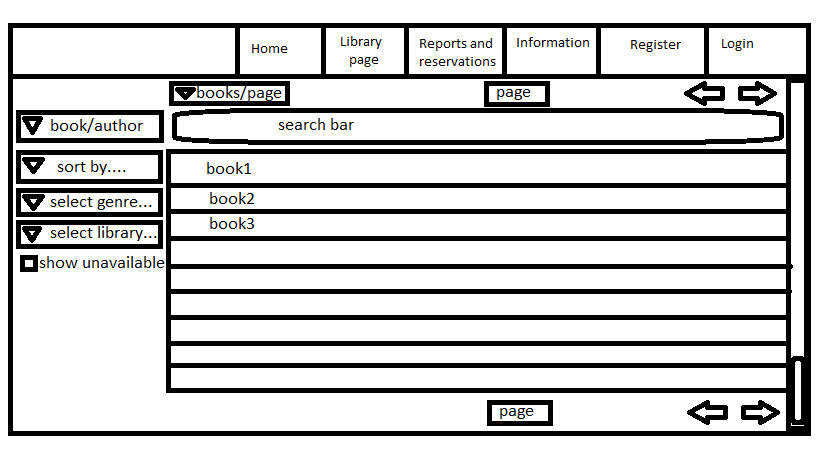 Home
Library
page
Reports and
reservations
Information
Register
Login
books/page
page
book/author
search bar
sort by....
book1
select genre...
book2
select library...
book3
show unavailable
page